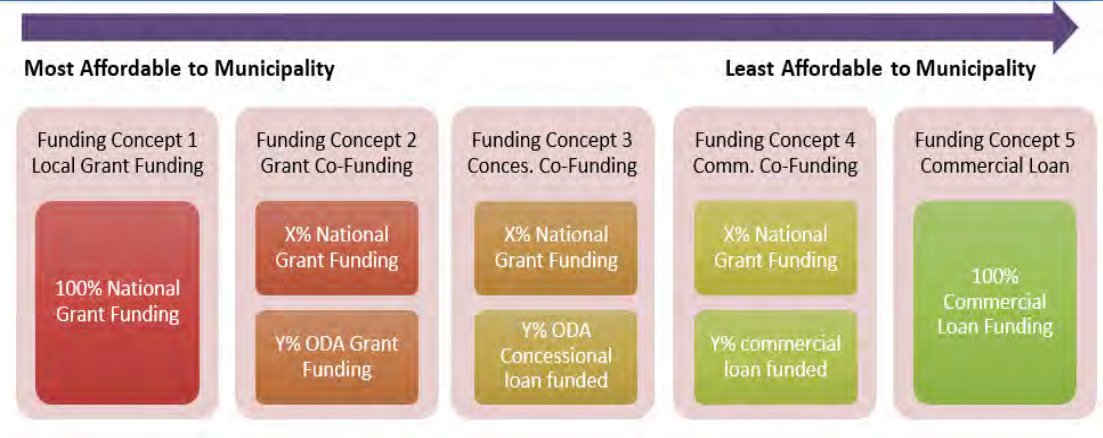 Most Affordable to Municipality
Least Affordable to Municipality
Funding Concept 1
Local Grant Funding
100% National
Grant Funding
Funding Concept 2
Grant Co-Funding
X% National
Grant Funding
Y% ODA Grant
Funding
Funding Concept 3
Conces. Co-Funding
X% National
Grant Funding
Y% ODA
Concessional
loan funded
Funding Concept 4
Comm. Co-Funding
X% National
Grant Funding
Y% commercial
loan funded
Funding Concept 5
Commercial Loan
100%
Commercial
Loan Funding